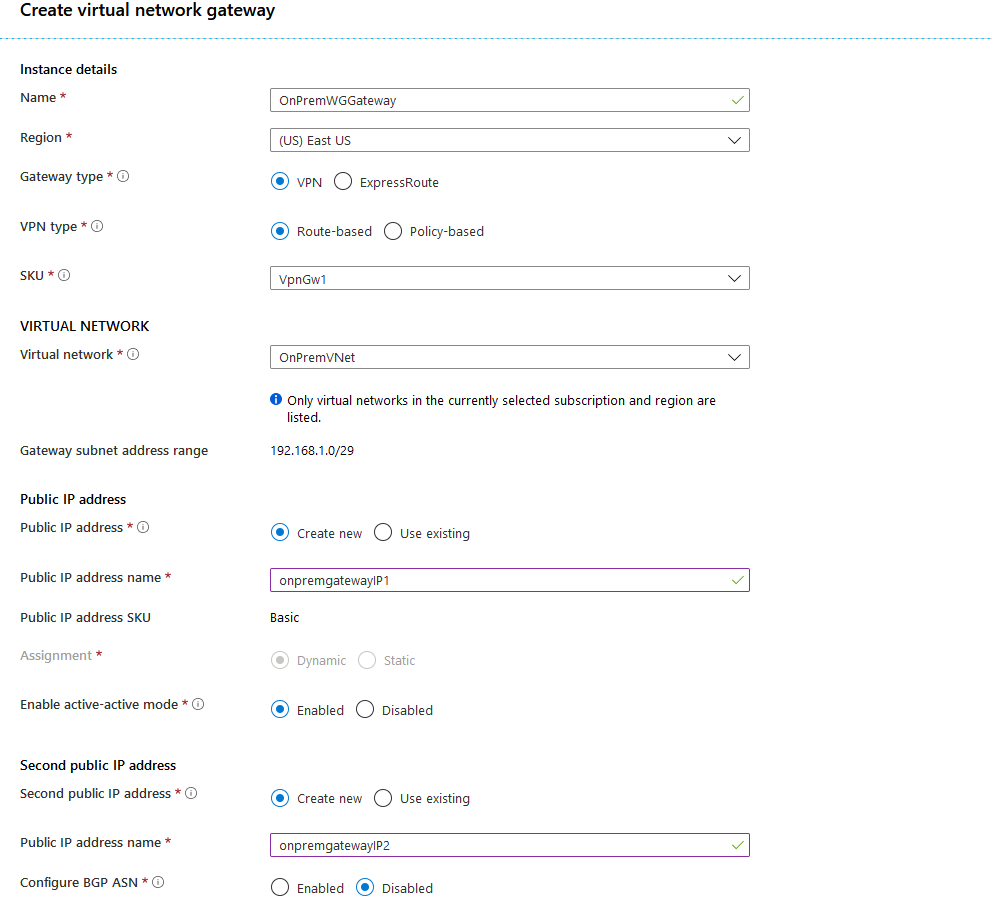 Create virtual network gateway
Instance details
Name *
OnPremWGGateway
Region *
(US) East US
Gateway type *
VPN ExpressRoute
VPN type *
Route-based Policy-based
SKU *
VpnGw1
VIRTUAL NETWORK
Virtual network *
OnPremVNet
Only virtual networks in the currently selected subscription and region are
listed.
Gateway subnet address range
192.168.1.0/29
Public IP address
Public IP address *
Create new Use existing
Public IP address name *
onpremgatewayIP1
Public IP address SKU
Basic
Assignment *
Dynamic Static
Enable active-active mode *
Enabled Disabled
Second public IP address
Second public IP address *
Create new Use existing
Public IP address name *
onpremgatewayIP2
Configure BGP ASN *
Enabled Disabled